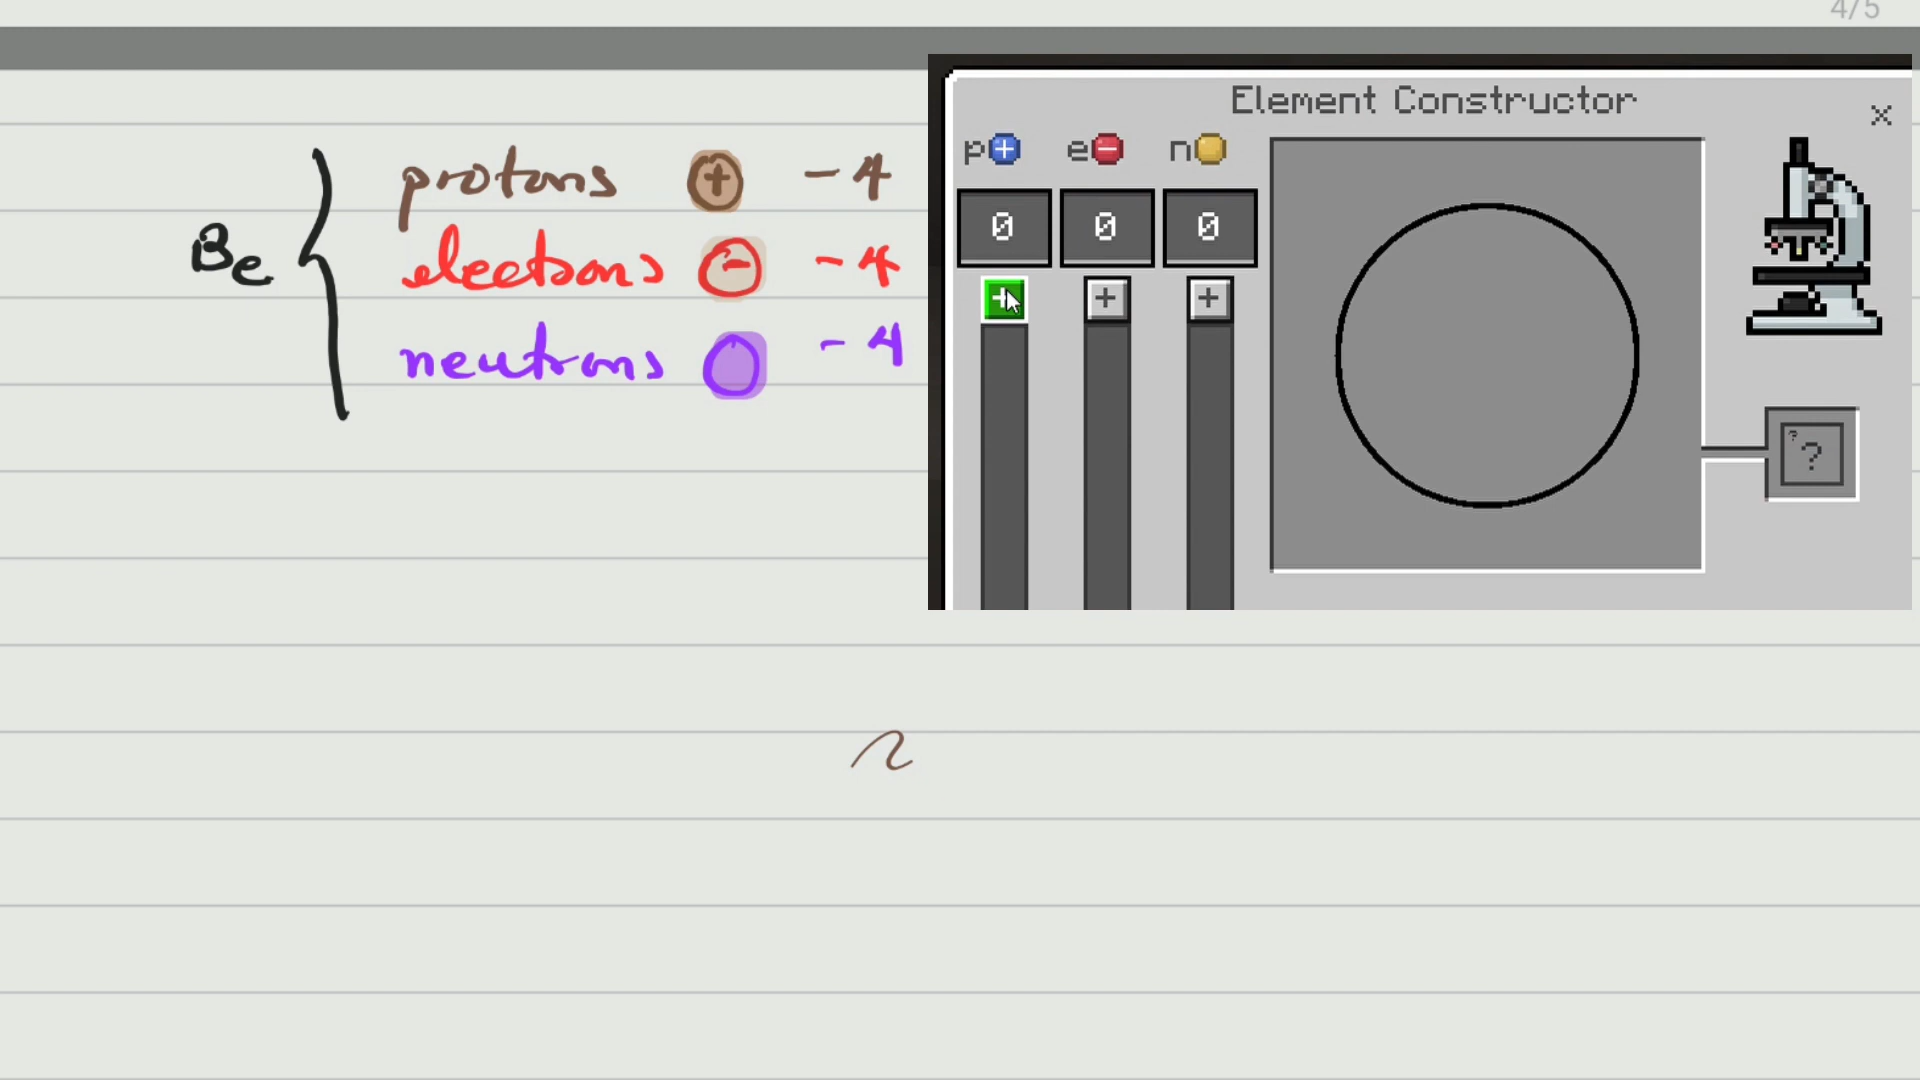 4/5
Be
protons + - 4
electrons - - 4
neutrons - 4
Element Constructor
x
p+ e- n
0 0 0
+ + +
?